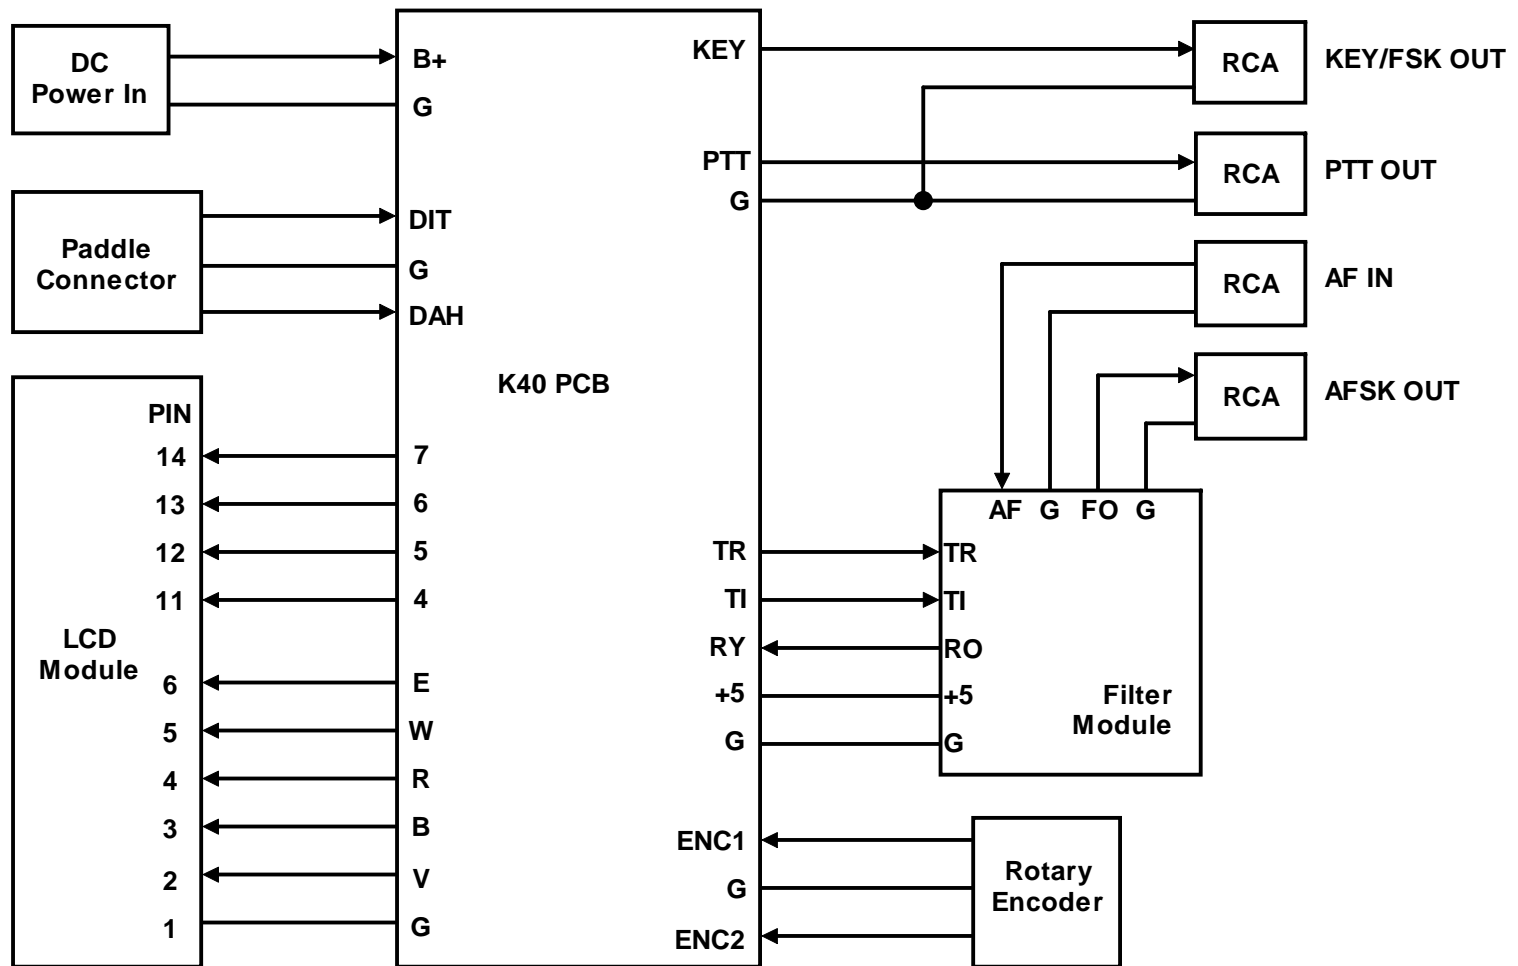 DC
Power In
B+
G
Paddle
Connector
DIT
G
DAH
K40 PCB
LCD
Module
PIN
14
13
12
11
6
5
4
3
2
1
7
6
5
4
E
W
R
B
V
G
KEY
PTT
G
TR
TI
RY
+5
G
ENC1
G
ENC2
RCA
KEY/FSK OUT
RCA
PTT OUT
RCA
AF IN
RCA
AFSK OUT
AF G FO G
TR
TI
RO
+5
G
Filter
Module
Rotary
Encoder